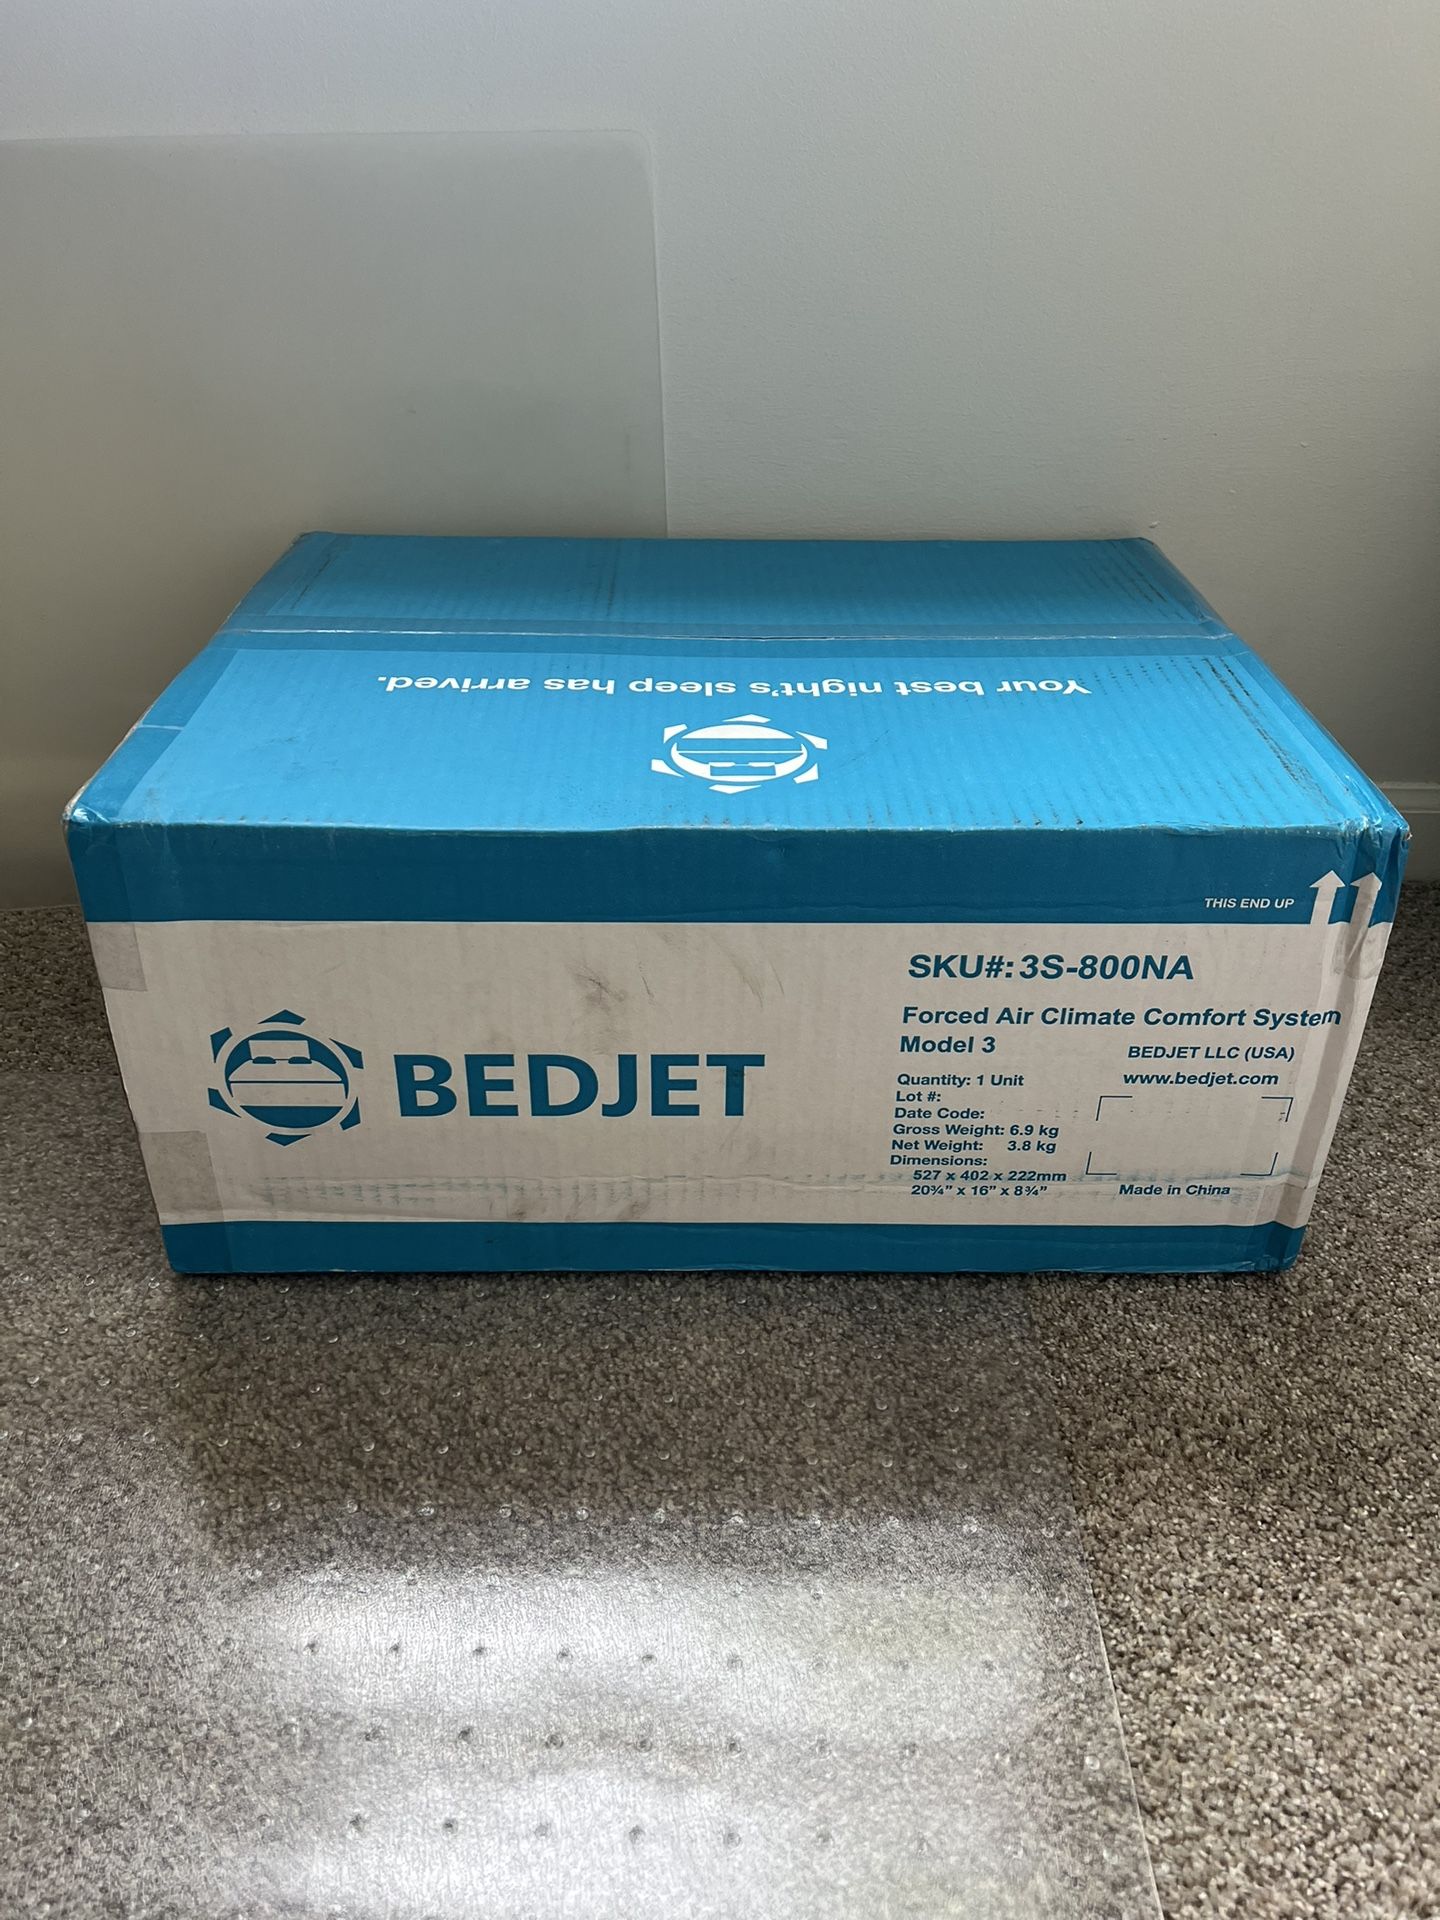 Your best night's sleep has arrived.
THIS END UP
BEDJET
SKU#: 3S-800NA
Forced Air Climate Comfort System
Model 3
BEDJET LLC (USA)
www.bedjet.com
Quantity: 1 Unit
Lot #:
Date Code:
Gross Weight: 6.9 kg
Net Weight: 3.8 kg
Dimensions:
527 x 402 x 222mm
20¾” x 16” x 8¾”
Made in China